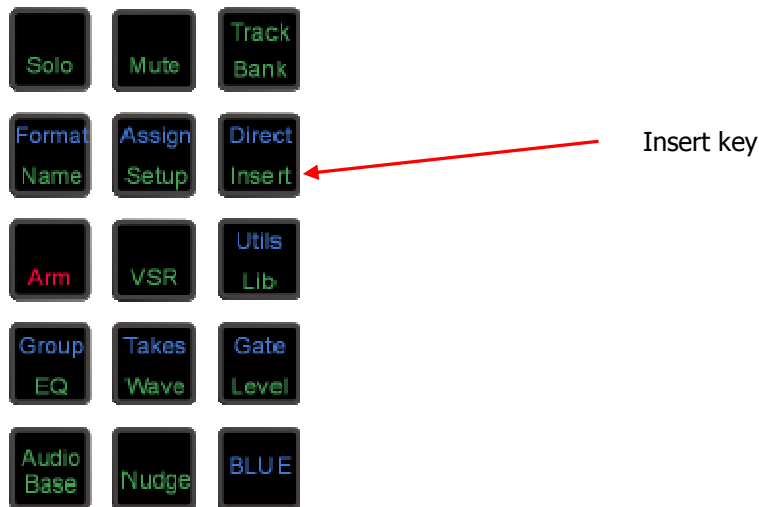 Solo
Mute
Track
Bank
Format
Name
Assign
Setup
Direct
Insert
Insert key
Arm
VSR
Utils
Lib
Group
EQ
Takes
Wave
Gate
Level
Audio
Base
Nudge
BLUE